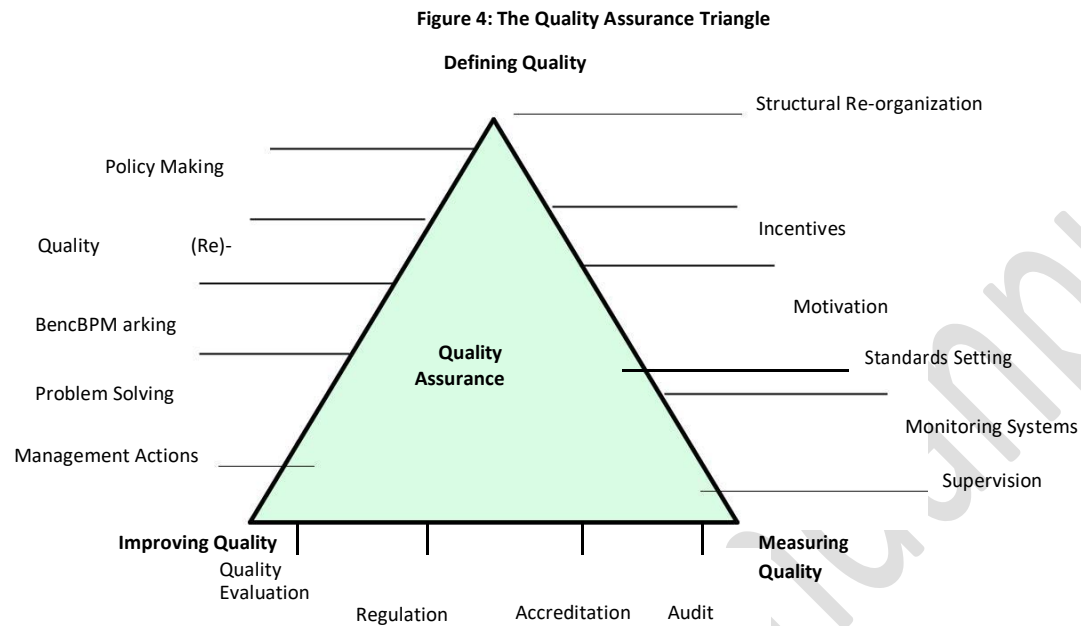 Figure 4: The Quality Assurance Triangle
Defining Quality
Structural Re-organization
Policy Making
Incentives
Quality (Re)-
Motivation
BencBPM arking
Quality
Assurance
Standards Setting
Problem Solving
Monitoring Systems
Management Actions
Supervision
Improving Quality
Measuring
Quality
Quality
Evaluation
Regulation
Accreditation
Audit